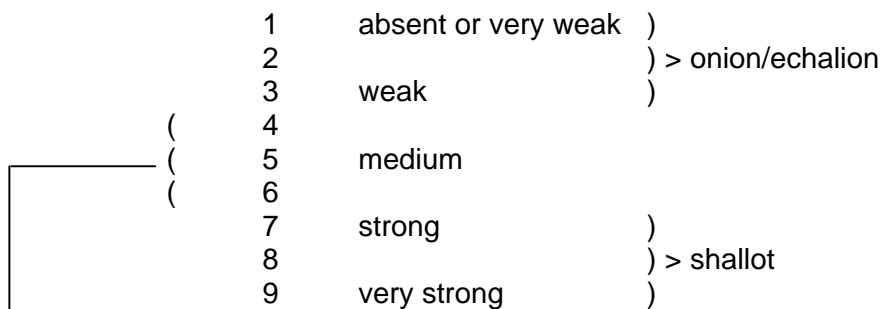 1 absent or very weak )
2 ) > onion/echalion
3 weak )
( 4
( 5 medium
( 6
7 strong )
8 ) > shallot
9 very strong )